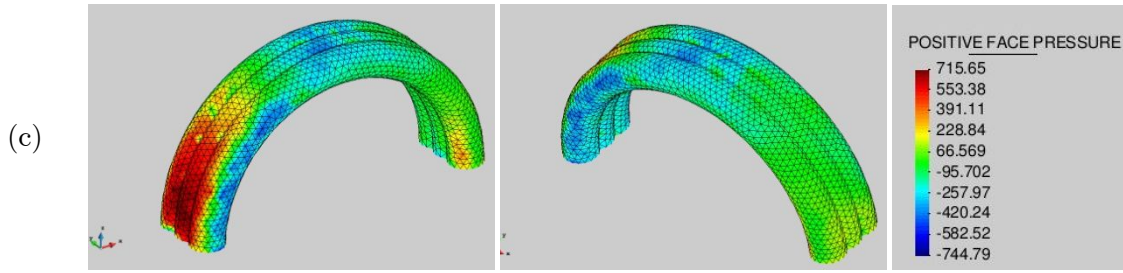 (c)
POSITIVE FACE PRESSURE
715.65
553.38
391.11
228.84
66.569
-95.702
-257.97
-420.24
-582.52
-744.79
x
y